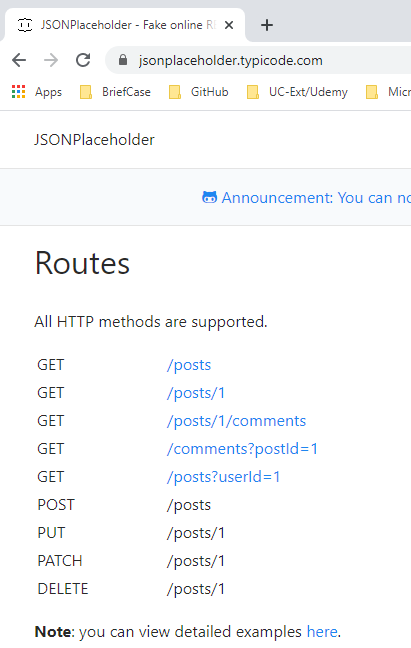 JSONPlaceholder - Fake online R
jsonplaceholder.typicode.com
Apps BriefCase GitHub UC-Ext/Udemy Micr
JSONPlaceholder
Announcement: You can no
Routes
All HTTP methods are supported.
GET /posts
GET /posts/1
GET /posts/1/comments
GET /comments?postId=1
GET /posts?userId=1
POST /posts
PUT /posts/1
PATCH /posts/1
DELETE /posts/1
Note: you can view detailed examples here.